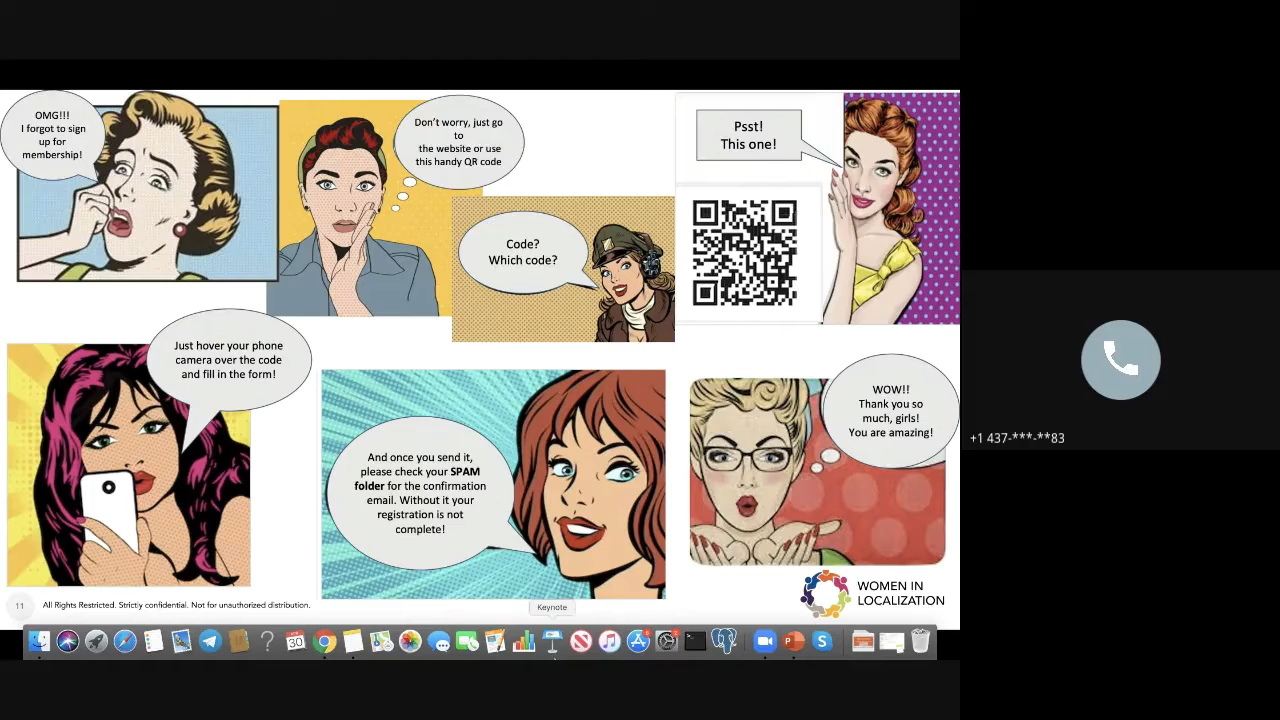 OMG!!!
I forgot to sign
up for
membership!
Don't worry, just go
to
the website or use
this handy QR code
Code?
Which code?
Psst!
This one!
Just hover your phone
camera over the code
and fill in the form!
And once you send it,
please check your SPAM
folder for the confirmation
email. Without it your
registration is not
complete!
WOW!!
Thank you so
much, girls!
You are amazing!
+1 437-***-**83
WOMEN IN
LOCALIZATION
11
All Rights Restricted. Strictly confidential. Not for unauthorized distribution.
Keynote
30